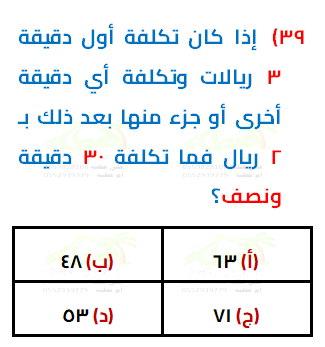 ٣٩) إذا كان تكلفة أول دقيقة
٣ ريالات وتكلفة أي دقيقة
أخرى أو جزء منها بعد ذلك بـ
٢ ريال فما تكلفة ٣٠ دقيقة
ونصف؟
(أ) ٦٣
(ب) ٤٨
(ج) ٧١
(د) ٥٣